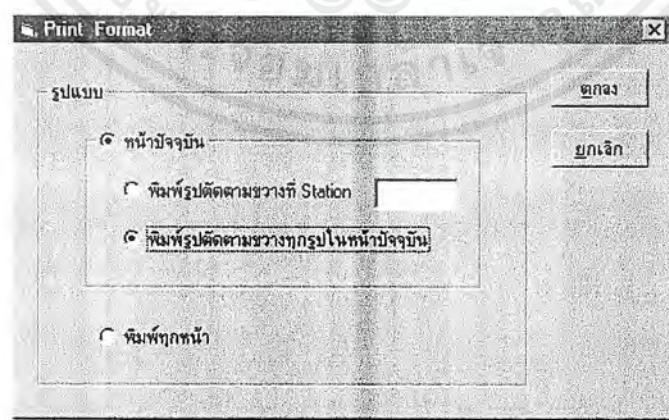 Print Format
รูปแบบ
ตกลง
หน้าปัจจุบัน
ยกเลิก
พิมพ์รูปตัดตามขวางที่ Station
พิมพ์รูปตัดตามขวางทุกรูปในหน้าปัจจุบัน
พิมพ์ทุกหน้า